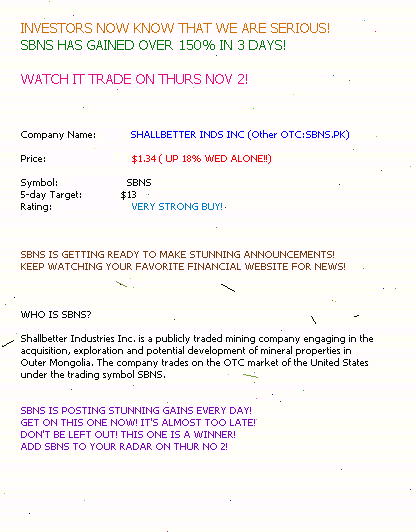 INVESTORS NOW KNOW THAT WE ARE SERIOUS!
SBNS HAS GAINED OVER 150% IN 3 DAYS!
WATCH IT TRADE ON THURS NOV 2!
Company Name: SHALLBETTER INDS INC (Other OTC:SBNS.PK)
Price: $1.34 ( UP 18% WED ALONE!!)
Symbol: SBNS
5-day Target: $13
Rating: VERY STRONG BUY!
SBNS IS GETTING READY TO MAKE STUNNING ANNOUNCEMENTS!
KEEP WATCHING YOUR FAVORITE FINANCIAL WEBSITE FOR NEWS!
WHO IS SBNS?
Shallbetter Industries Inc. is a publicly traded mining company engaging in the
acquisition, exploration and potential development of mineral properties in
Outer Mongolia. The company trades on the OTC market of the United States
under the trading symbol SBNS.
SBNS IS POSTING STUNNING GAINS EVERY DAY!
GET ON THIS ONE NOW! IT'S ALMOST TOO LATE!
DON'T BE LEFT OUT! THIS ONE IS A WINNER!
ADD SBNS TO YOUR RADAR ON THUR NO 2!